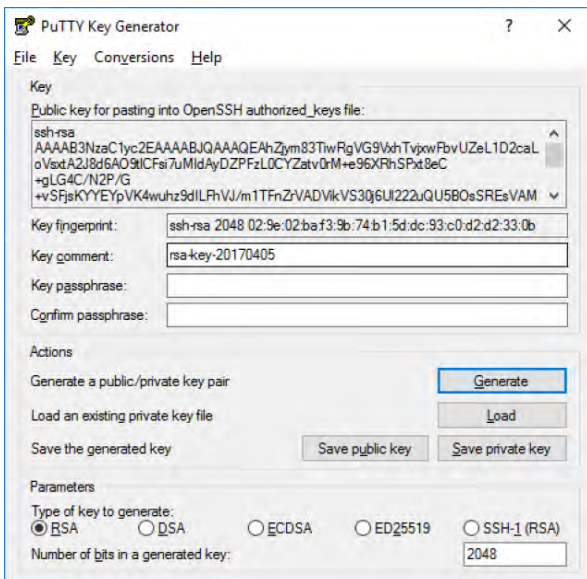 PuTTY Key Generator
File Key Conversions Help
Key
Public key for pasting into OpenSSH authorized_keys file:
ssh-rsa
AAAAB3NzaC1yc2EAAAABJQAAAQEAhZjym83TiwRgVG9VxhTvjxwFbvUZeL1D2caL
oVsxtA2J8d6AO9tlCFsi7uMIdAyDZPFzL0CYZatv0rM+e96XRhSPxt8eC
+gLG4C/N2P/G
+vSFjsKYYEYpVK4wuhz9dILFhVJ/m1TFnZrVADVikVS30j6UI222uQU5BOsSREsVAM
Key fingerprint: ssh-rsa 2048 02:9e:02:ba:f3:9b:74:b1:5d:dc:93:c0:d2:d2:33:0b
Key comment: rsa-key-20170405
Key passphrase:
Confirm passphrase:
Actions
Generate a public/private key pair Generate
Load an existing private key file Load
Save the generated key Save public key Save private key
Parameters
Type of key to generate:
RSA DSA ECDSA ED25519 SSH-1 (RSA)
Number of bits in a generated key: 2048